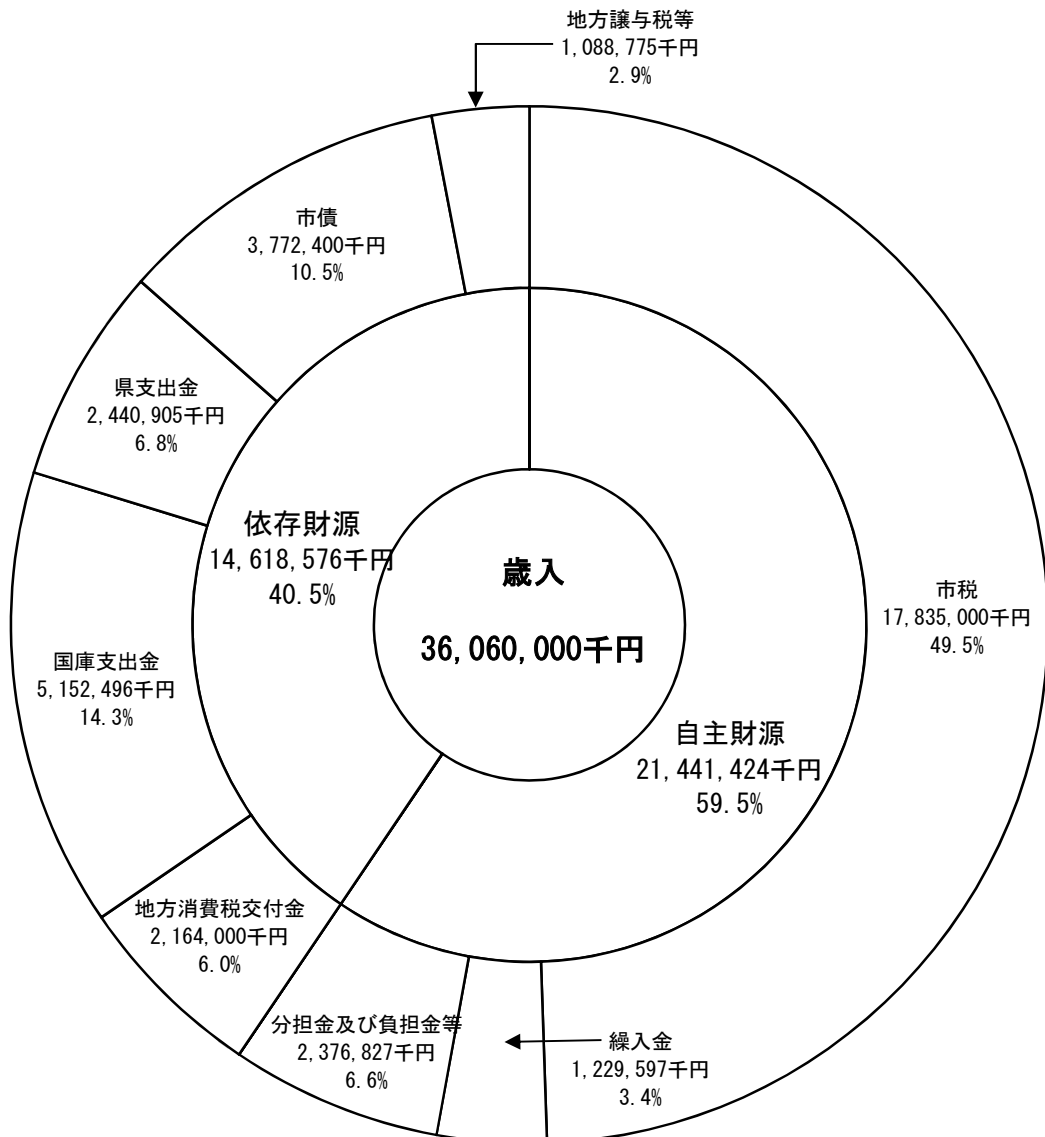 地方譲与税等
1,088,775千円
2.9%
市債
3,772,400千円
10.5%
県支出金
2,440,905千円
6.8%
依存財源
14,618,576千円
40.5%
歳入
36,060,000千円
市税
17,835,000千円
49.5%
国庫支出金
5,152,496千円
14.3%
自主財源
21,441,424千円
59.5%
地方消費税交付金
2,164,000千円
6.0%
分担金及び負担金等
2,376,827千円
6.6%
繰入金
1,229,597千円
3.4%